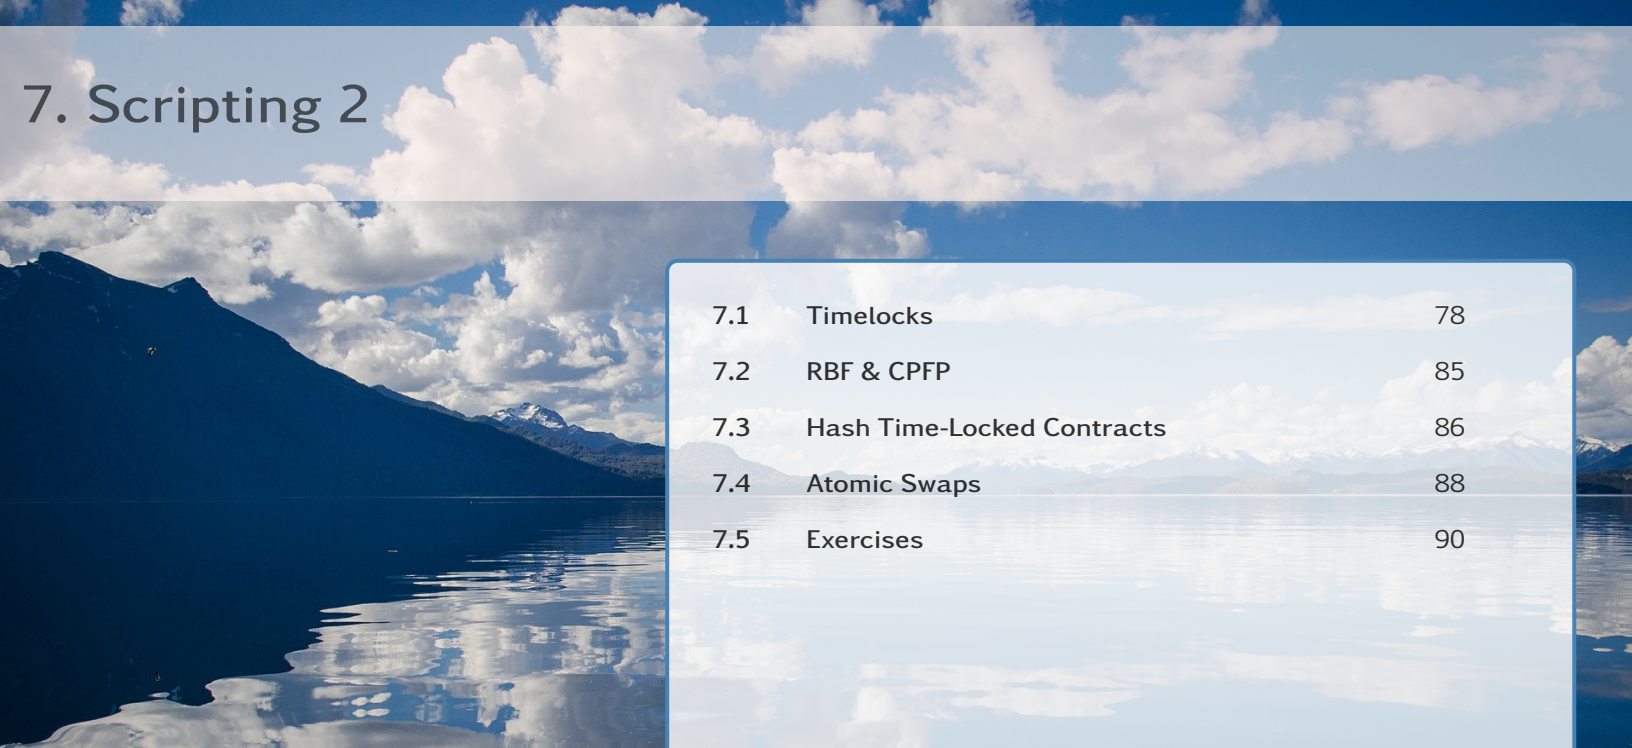 7. Scripting 2
7.1 Timelocks 78
7.2 RBF & CPFP 85
7.3 Hash Time-Locked Contracts 86
7.4 Atomic Swaps 88
7.5 Exercises 90